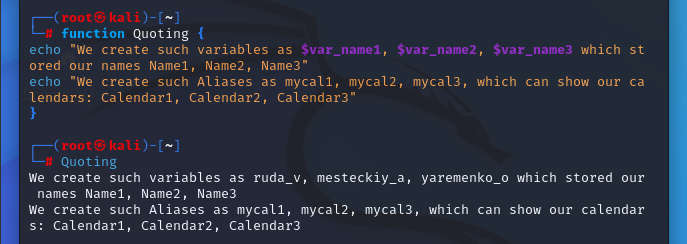 ┌──(root㉿kali)-[~]
└─# function Quoting {
echo "We create such variables as $var_name1, $var_name2, $var_name3 which st
ored our names Name1, Name2, Name3"
echo "We create such Aliases as mycal1, mycal2, mycal3, which can show our ca
lendars: Calendar1, Calendar2, Calendar3"
}
┌──(root㉿kali)-[~]
└─# Quoting
We create such variables as ruda_v, mesteckiy_a, yaremenko_o which stored our
 names Name1, Name2, Name3
We create such Aliases as mycal1, mycal2, mycal3, which can show our calendar
s: Calendar1, Calendar2, Calendar3